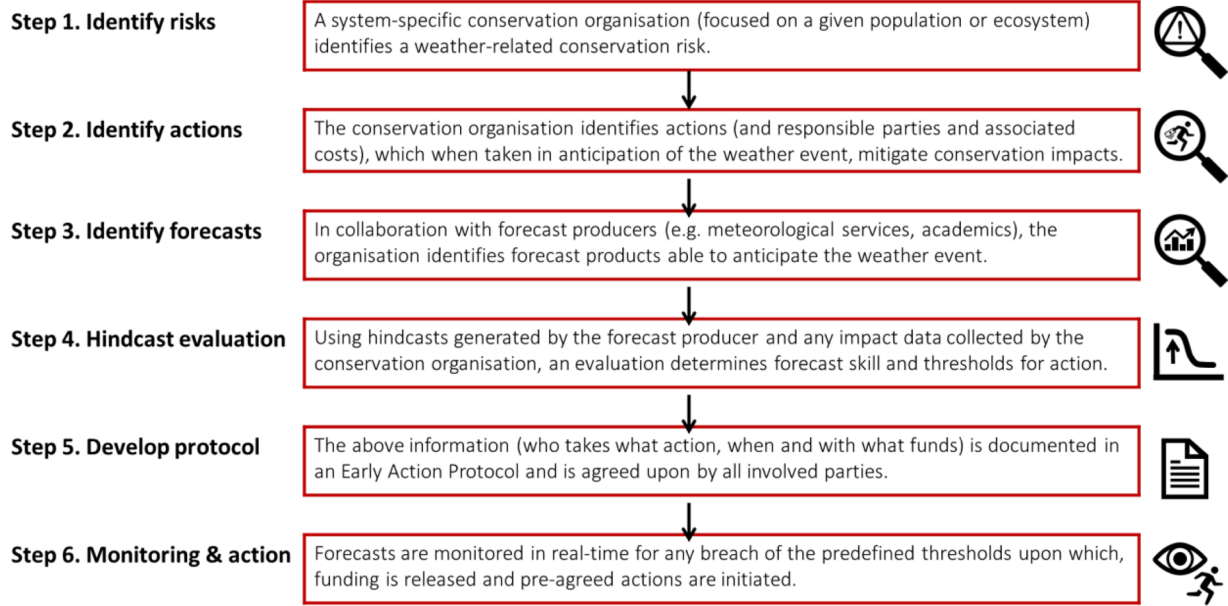 Step 1. Identify risks
A system-specific conservation organisation (focused on a given population or ecosystem)
identifies a weather-related conservation risk.
Step 2. Identify actions
The conservation organisation identifies actions (and responsible parties and associated
costs), which when taken in anticipation of the weather event, mitigate conservation impacts.
Step 3. Identify forecasts
In collaboration with forecast producers (e.g. meteorological services, academics), the
organisation identifies forecast products able to anticipate the weather event.
Step 4. Hindcast evaluation
Using hindcasts generated by the forecast producer and any impact data collected by the
conservation organisation, an evaluation determines forecast skill and thresholds for action.
Step 5. Develop protocol
The above information (who takes what action, when and with what funds) is documented in
an Early Action Protocol and is agreed upon by all involved parties.
Step 6. Monitoring & action
Forecasts are monitored in real-time for any breach of the predefined thresholds upon which,
funding is released and pre-agreed actions are initiated.